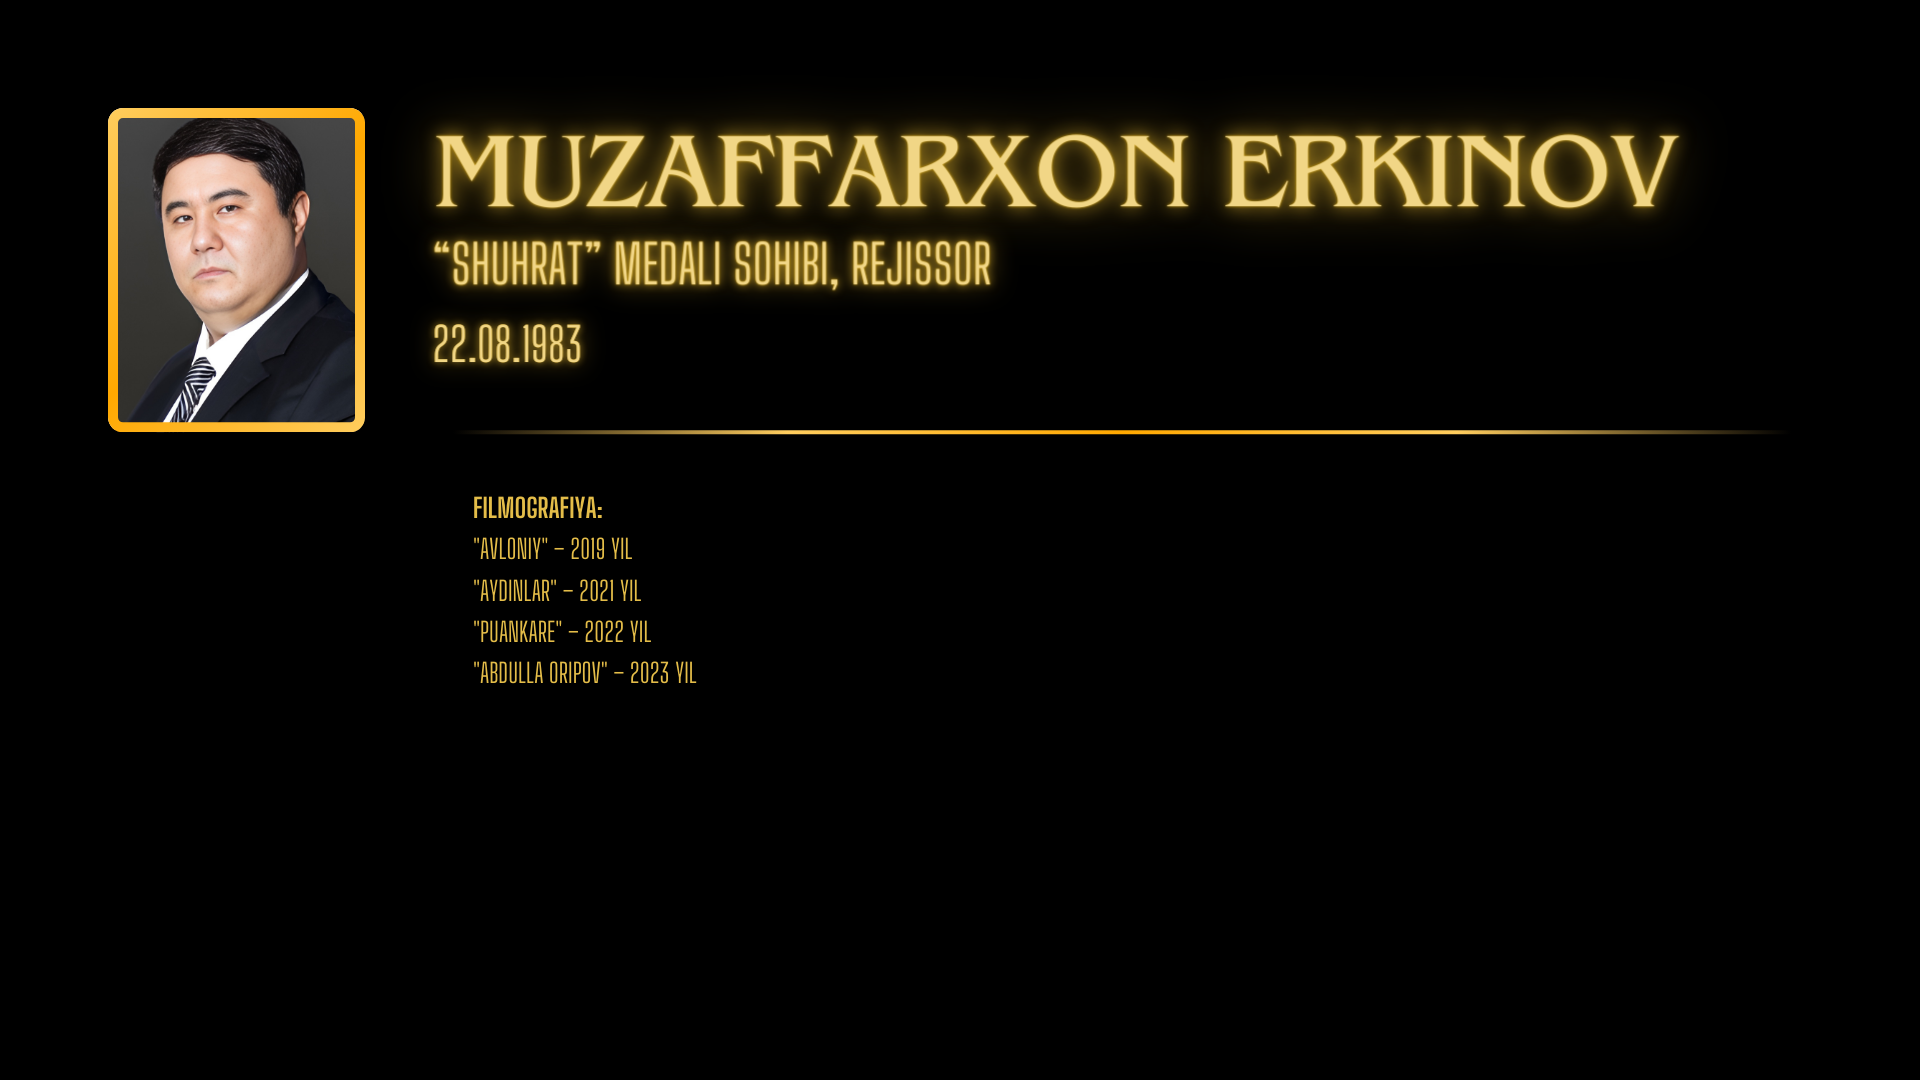 MUZAFFARXON ERKINOV
“SHUHRAT” MEDALI SOHIBI, REJISSOR
22.08.1983
FILMOGRAFIYA:
"AVLONIY" – 2019 YIL
"AYDINLAR" – 2021 YIL
"PUANKARE" – 2022 YIL
"ABDULLA ORIPOV" – 2023 YIL